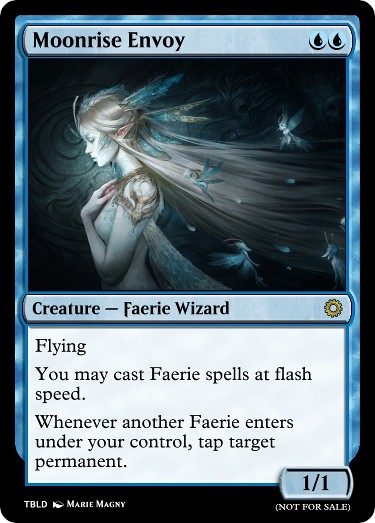 Moonrise Envoy
Creature — Faerie Wizard
Flying
You may cast Faerie spells at flash
speed.
Whenever another Faerie enters
under your control, tap target
permanent.
1/1
TBLD Marie Magny
(NOT FOR SALE)